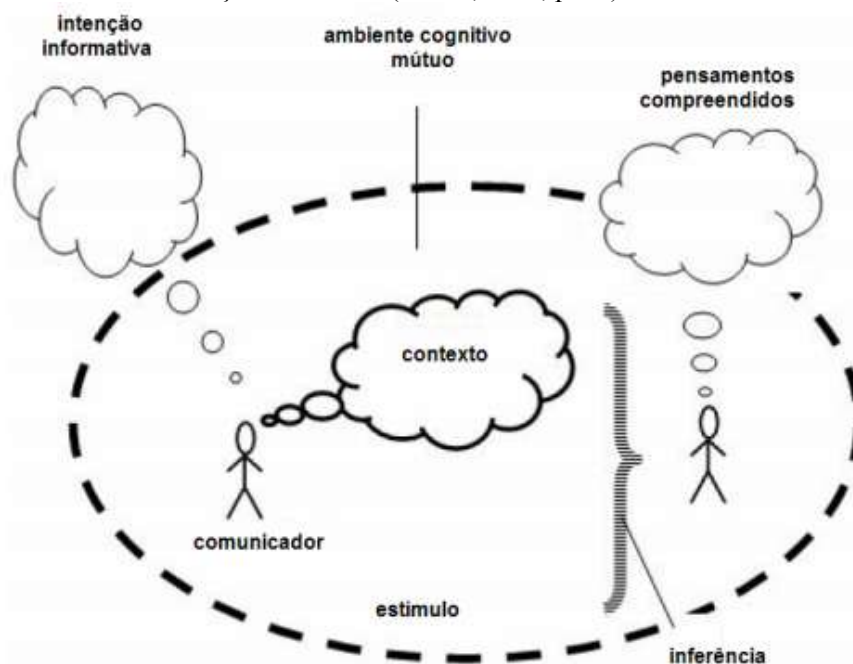 intenção
informativa
ambiente cognitivo
mútuo
pensamentos
compreendidos
contexto
comunicador
estimulo
inferência